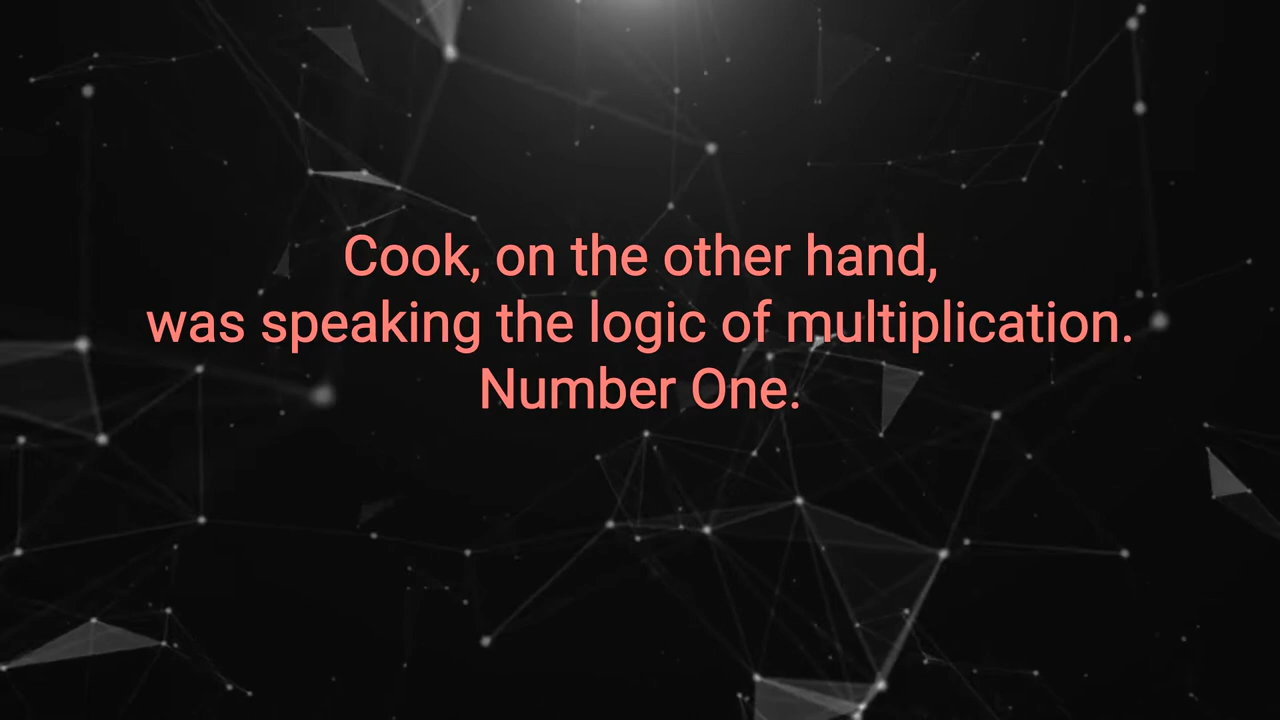 Cook, on the other hand,
was speaking the logic of multiplication.
Number One.